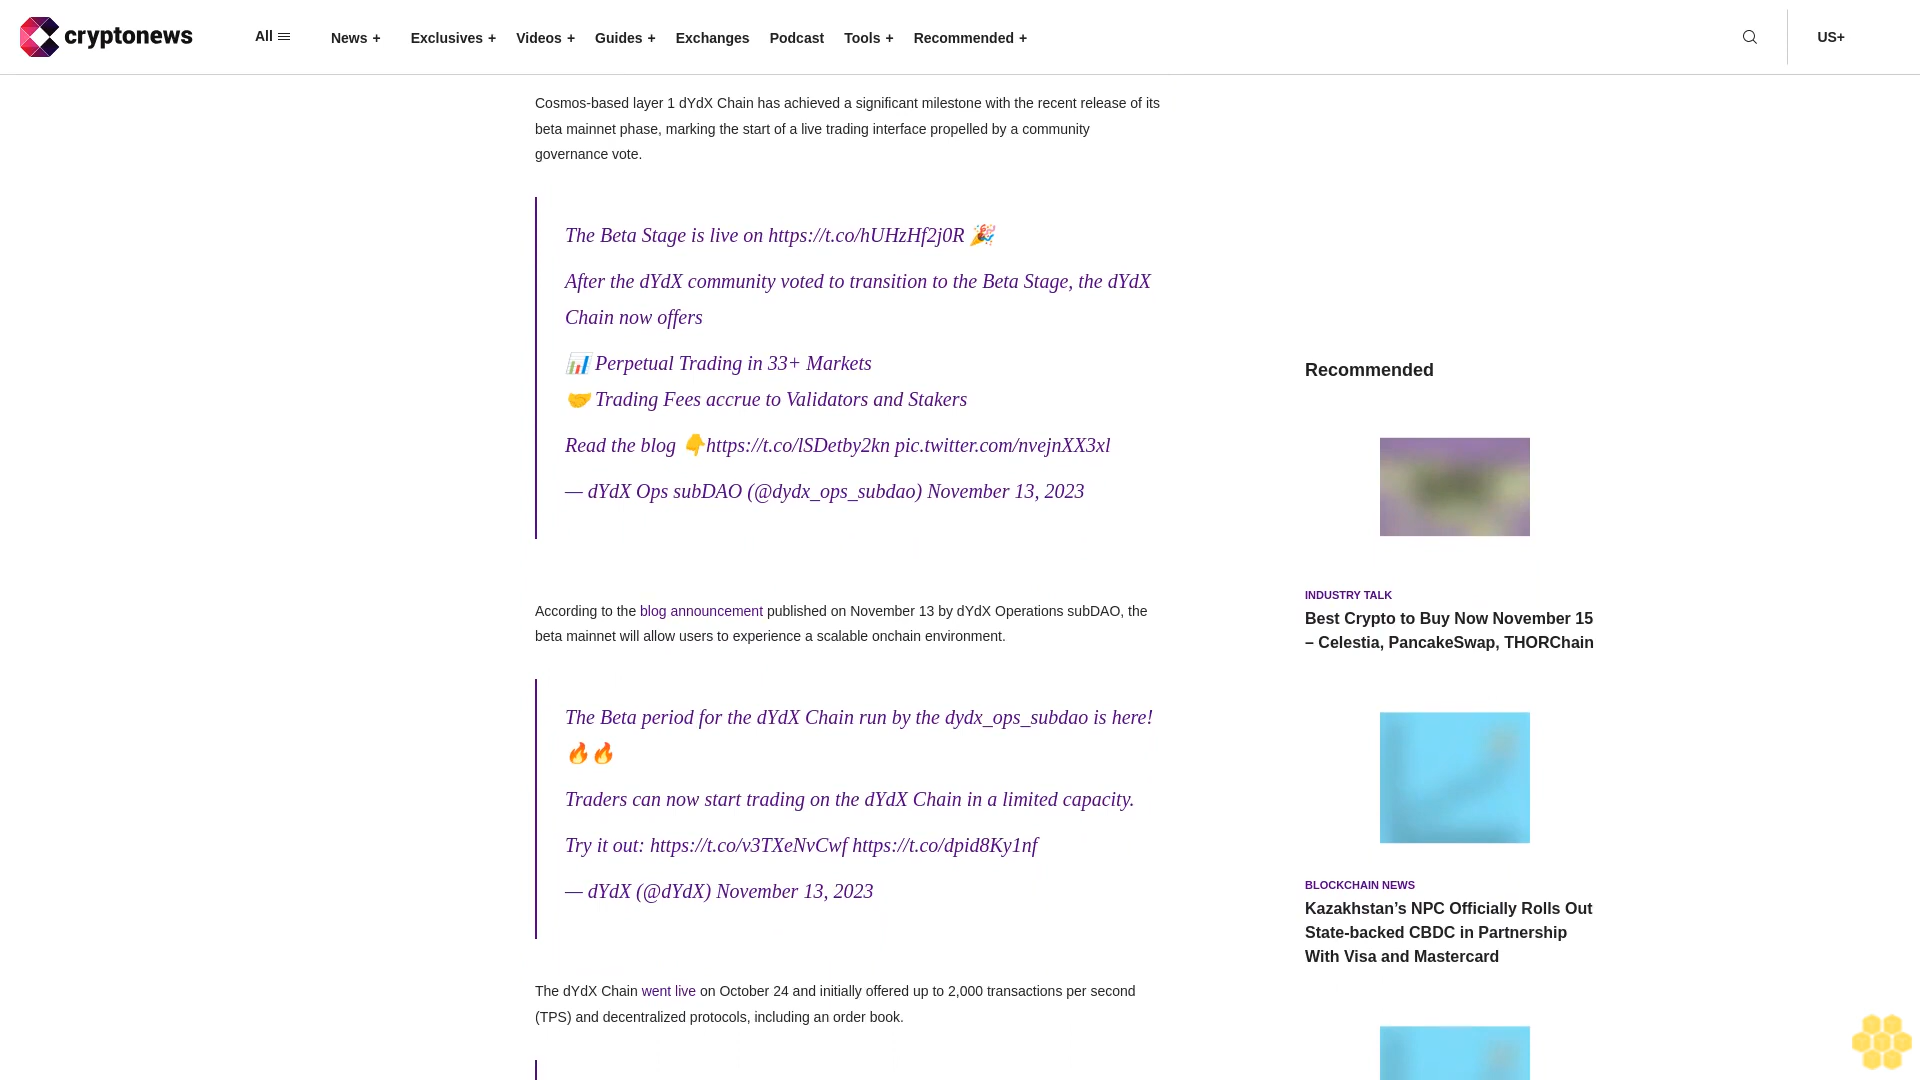 cryptonews
All
News +
Exclusives +
Videos +
Guides +
Exchanges
Podcast
Tools +
Recommended +
US+
Cosmos-based layer 1 dYdX Chain has achieved a significant milestone with the recent release of its
beta mainnet phase, marking the start of a live trading interface propelled by a community
governance vote.
The Beta Stage is live on https://t.co/hUHzHf2j0R 🎉
After the dYdX community voted to transition to the Beta Stage, the dYdX
Chain now offers
📊 Perpetual Trading in 33+ Markets
🤝 Trading Fees accrue to Validators and Stakers
Read the blog 👇https://t.co/lSDetby2kn pic.twitter.com/nvejnXX3xl
— dYdX Ops subDAO (@dydx_ops_subdao) November 13, 2023
According to the blog announcement published on November 13 by dYdX Operations subDAO, the
beta mainnet will allow users to experience a scalable onchain environment.
The Beta period for the dYdX Chain run by the dydx_ops_subdao is here!
🔥🔥
Traders can now start trading on the dYdX Chain in a limited capacity.
Try it out: https://t.co/v3TXeNvCwf https://t.co/dpid8Ky1nf
— dYdX (@dYdX) November 13, 2023
The dYdX Chain went live on October 24 and initially offered up to 2,000 transactions per second
(TPS) and decentralized protocols, including an order book.
Recommended
INDUSTRY TALK
Best Crypto to Buy Now November 15
– Celestia, PancakeSwap, THORChain
BLOCKCHAIN NEWS
Kazakhstan’s NPC Officially Rolls Out
State-backed CBDC in Partnership
With Visa and Mastercard